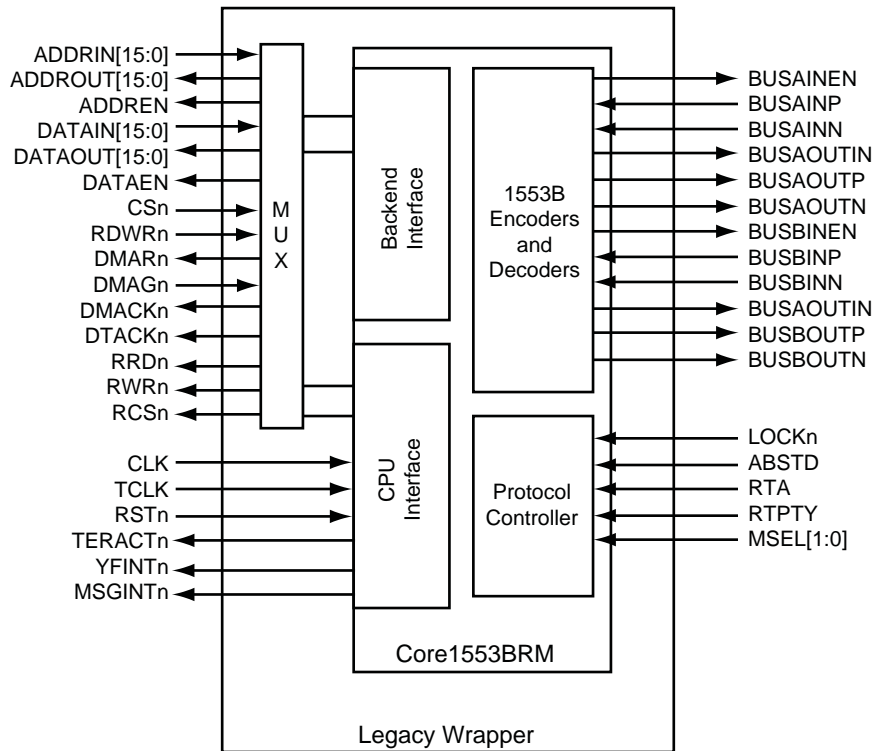 ADDRIN[15:0]
ADDROUT[15:0]
ADDREN
DATAIN[15:0]
DATAOUT[15:0]
DATAEN
CSn
RDWRn
DMARn
DMAGn
DMACKn
DTACKn
RRDn
RWRn
RCSn
CLK
TCLK
RSTn
TERACTn
YFINTn
MSGINTn
M
U
X
Backend
Interface
CPU
Interface
1553B
Encoders
and
Decoders
Protocol
Controller
BUSAINEN
BUSAINP
BUSAINN
BUSAOUTIN
BUSAOUTP
BUSAOUTN
BUSBINEN
BUSBINP
BUSBINN
BUSAOUTIN
BUSBOUTP
BUSBOUTN
LOCKn
ABSTD
RTA
RTPTY
MSEL[1:0]
Core1553BRM
Legacy Wrapper